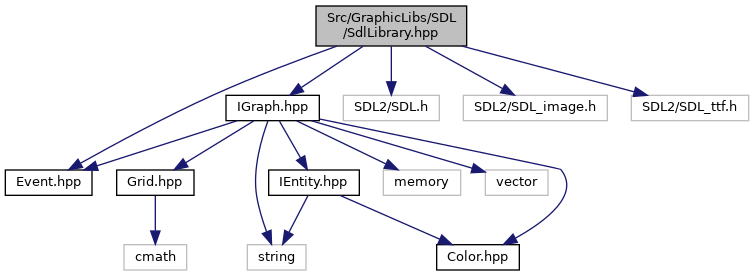 Src/GraphicLibs/SDL
/SdlLibrary.hpp
IGraph.hpp
SDL2/SDL.h
SDL2/SDL_image.h
SDL2/SDL_ttf.h
Event.hpp
Grid.hpp
IEntity.hpp
memory
vector
cmath
string
Color.hpp